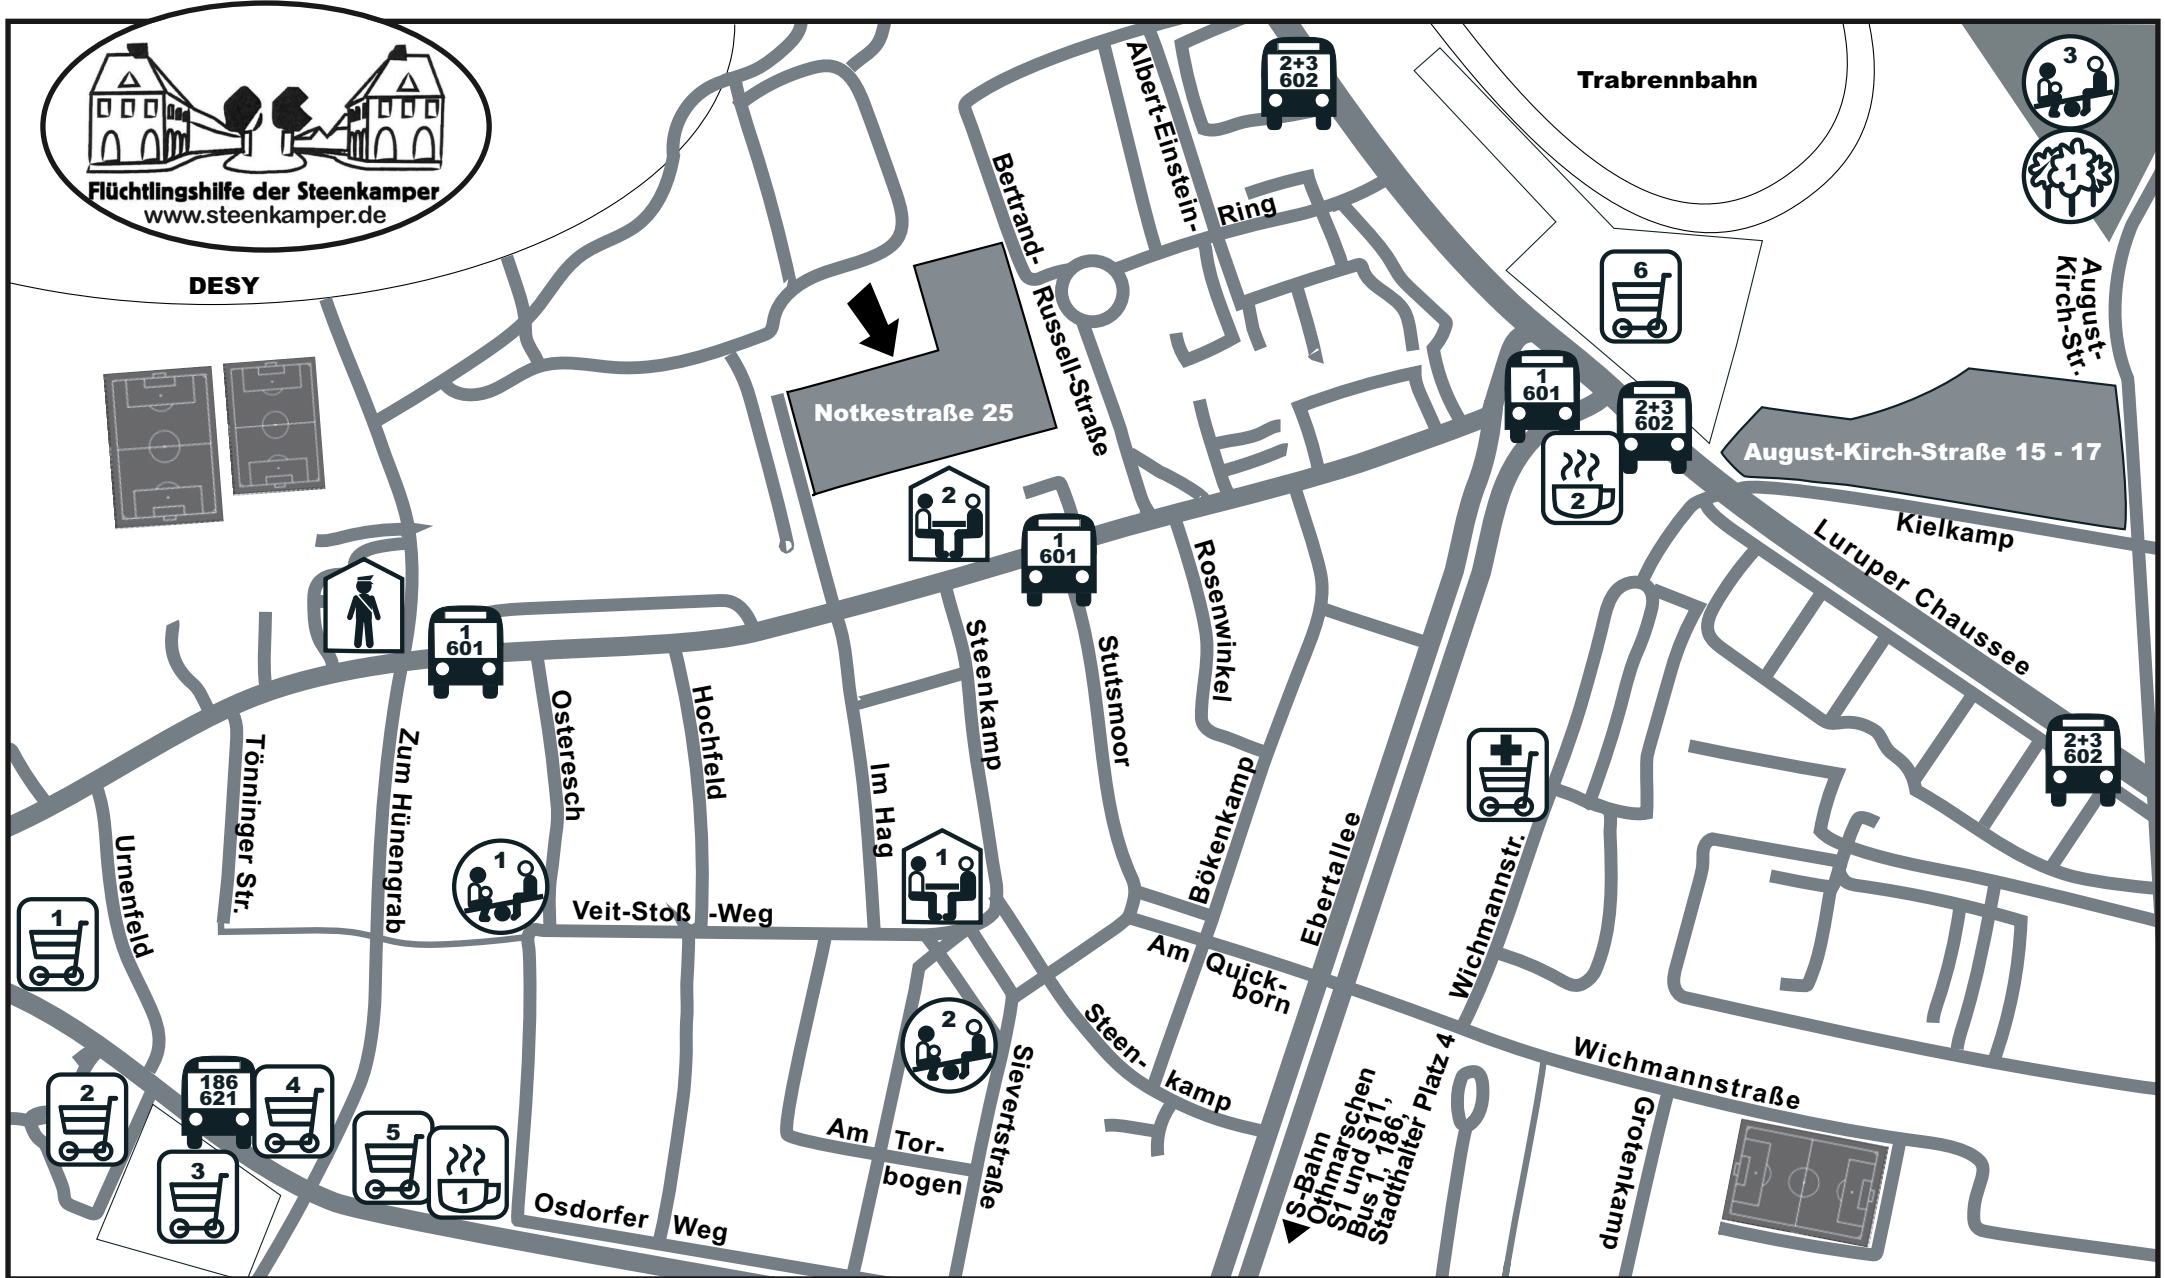 Flüchtlingshilfe der Steenkamper
www.steenkamper.de
DESY
Trabrennbahn
2+3
602
3
1
Albert-Einstein-
Ring
Bertrand-
Russell-Straße
August-
Kirch-Str.
6
Notkestraße 25
1
601
2+3
602
2
August-Kirch-Straße 15 - 17
Kielkamp
Luruper Chaussee
2
1
601
1
601
Rosenwinkel
Steenkamp
Stutsmoor
Osteresch
Hochfeld
Im Hag
Tönninger Str.
Zum Hünengrab
Urnenfeld
2+3
602
Bökenkamp
Ebertallee
Wichmannstr.
1
1
Veit-Stoß -Weg
1
Am Quick-
born
2
Steen-
kamp
Sievertstraße
Wichmannstraße
Grotenkamp
S-Bahn
Othmarschen
S1 und S11,
Bus 1, 186,
Stadthalter Platz 4
2
186
621
4
3
5
1
Am Tor-
bogen
Osdorfer Weg